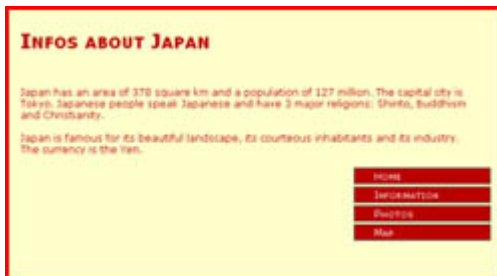 Infos about Japan
Japan has an area of 378 square km and a population of 127 million. The capital city is
Tokyo. Japanese people speak Japanese and have 3 major religions: Shinto, Buddhism
and Christianity.
Japan is famous for its beautiful landscape, its courteous inhabitants and its industry.
The currency is the Yen.
Home
Information
Photos
Map